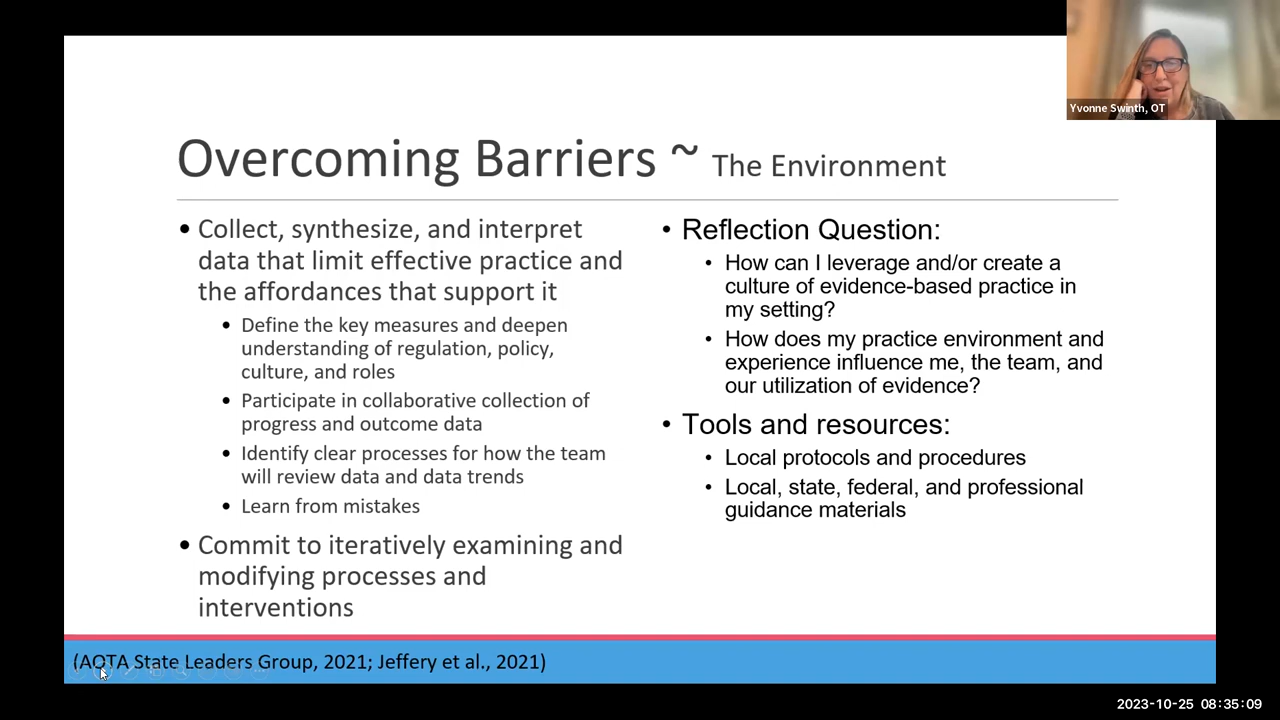 Yvonne Swinth, OT
Overcoming Barriers ~ The Environment
• Collect, synthesize, and interpret
data that limit effective practice and
the affordances that support it
• Define the key measures and deepen
understanding of regulation, policy,
culture, and roles
• Participate in collaborative collection of
progress and outcome data
• Identify clear processes for how the team
will review data and data trends
• Learn from mistakes
• Commit to iteratively examining and
modifying processes and
interventions
• Reflection Question:
• How can I leverage and/or create a
culture of evidence-based practice in
my setting?
• How does my practice environment and
experience influence me, the team, and
our utilization of evidence?
• Tools and resources:
• Local protocols and procedures
• Local, state, federal, and professional
guidance materials
(AOTA State Leaders Group, 2021; Jeffery et al., 2021)
2023-10-25 08:35:09